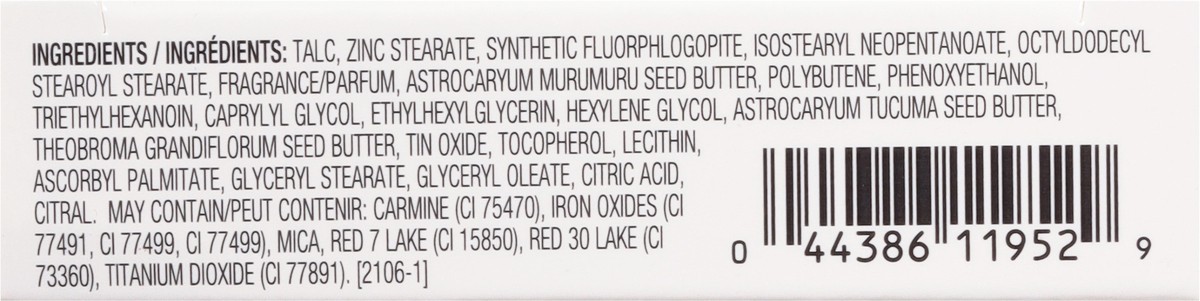 INGREDIENTS / INGRÉDIENTS: TALC, ZINC STEARATE, SYNTHETIC FLUORPHLOGOPITE, ISOSTEARYL NEOPENTANOATE, OCTYLDODECYL
STEAROYL STEARATE, FRAGRANCE/PARFUM, ASTROCARYUM MURUMURU SEED BUTTER, POLYBUTENE, PHENOXYETHANOL,
TRIETHYLHEXANOIN, CAPRYLYL GLYCOL, ETHYLHEXYLGLYCERIN, HEXYLENE GLYCOL, ASTROCARYUM TUCUMA SEED BUTTER,
THEOBROMA GRANDIFLORUM SEED BUTTER, TIN OXIDE, TOCOPHEROL, LECITHIN,
ASCORBYL PALMITATE, GLYCERYL STEARATE, GLYCERYL OLEATE, CITRIC ACID,
CITRAL. MAY CONTAIN/PEUT CONTENIR: CARMINE (CI 75470), IRON OXIDES (CI
77491, CI 77499, CI 77499), MICA, RED 7 LAKE (CI 15850), RED 30 LAKE (CI
73360), TITANIUM DIOXIDE (CI 77891). [2106-1]
0 44386 11952 9